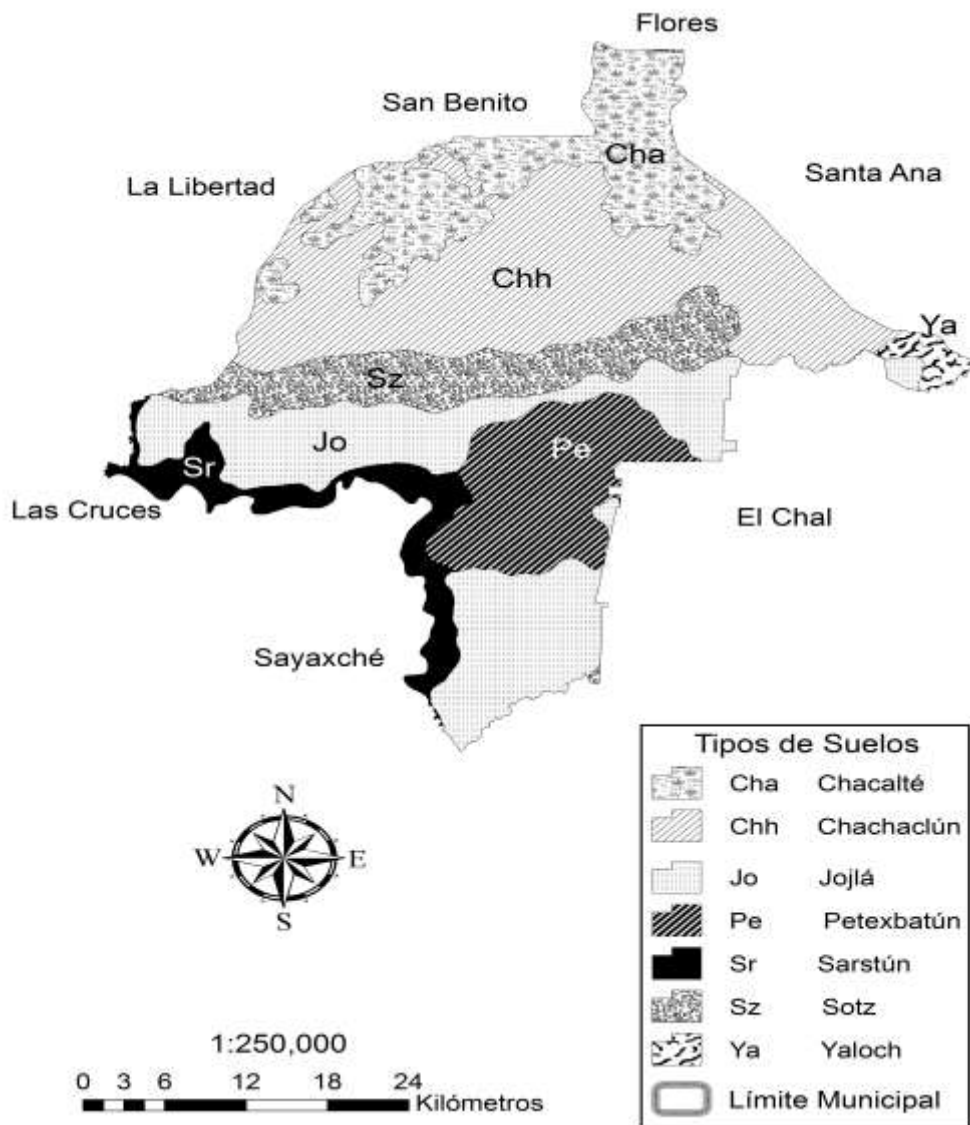 Flores
San Benito
Cha
La Libertad
Santa Ana
Chh
Ya
Sz
Jo
Pe
Sr
Las Cruces
El Chal
Sayaxché
Tipos de Suelos
Cha Chacalté
Chh Chachaclún
Jo Jojlá
Pe Petexbatún
Sr Sarstún
Sz Sotz
Ya Yaloch
Límite Municipal
N
W E
S
1:250,000
0 3 6 12 18 24
Kilómetros